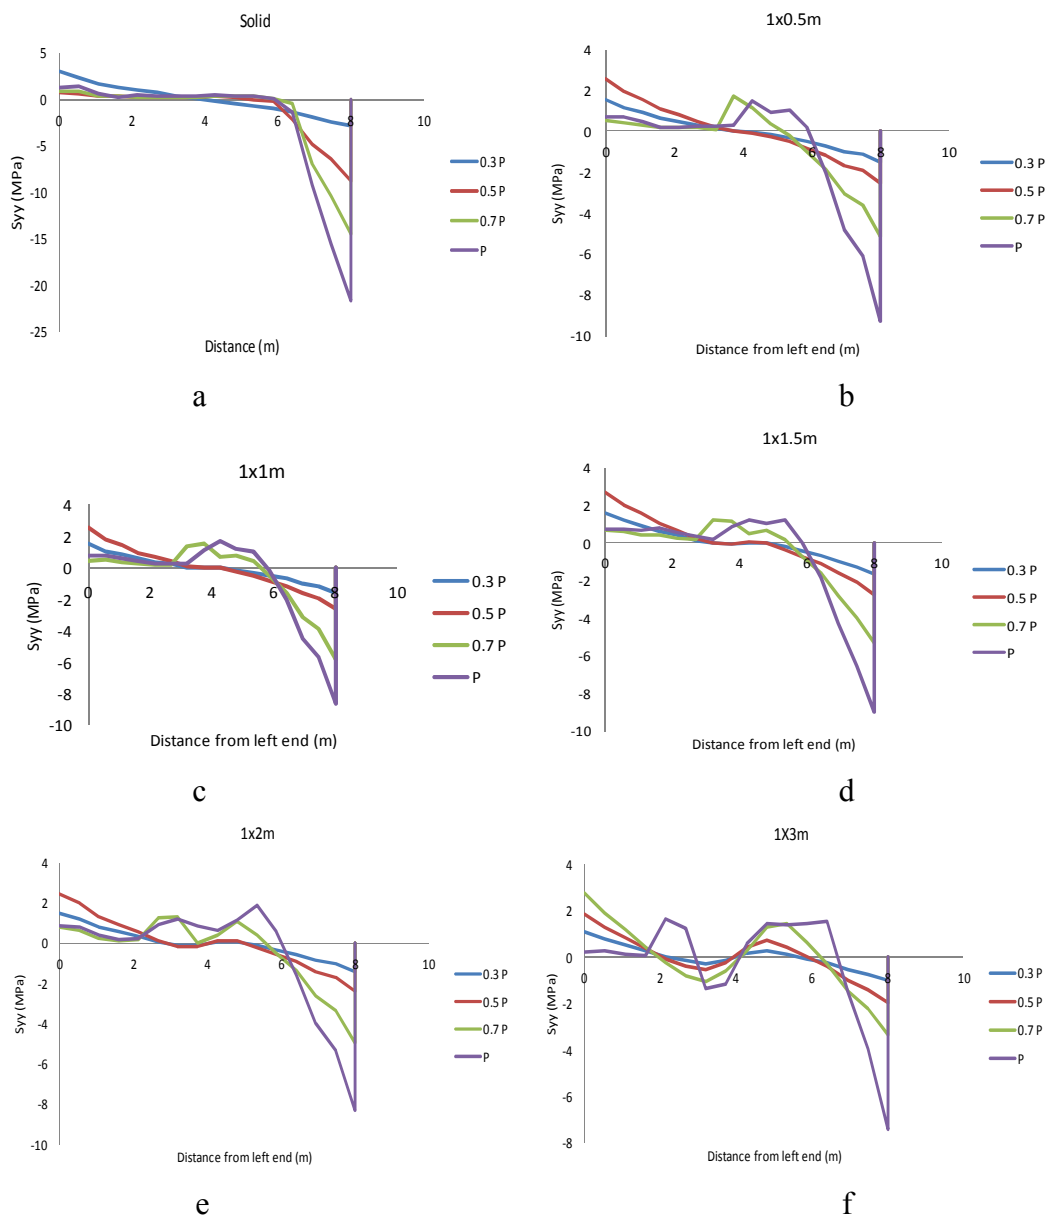 Solid
5
0
-5
-10
-15
-20
-25
0
2
4
6
8
10
Syy (MPa)
Distance (m)
0.3 P
0.5 P
0.7 P
P
a
1x0.5m
4
2
0
-2
-4
-6
-8
-10
0
2
4
6
8
10
Syy (MPa)
Distance from left end (m)
0.3 P
0.5 P
0.7 P
P
b
1x1m
4
2
0
-2
-4
-6
-8
-10
0
2
4
6
8
10
Syy (MPa)
Distance from left end (m)
0.3 P
0.5 P
0.7 P
P
c
1x1.5m
4
2
0
-2
-4
-6
-8
-10
0
2
4
6
8
10
Syy (MPa)
Distance from left end (m)
0.3 P
0.5 P
0.7 P
P
d
1x2m
4
2
0
-2
-4
-6
-8
-10
0
2
4
6
8
10
Syy (MPa)
Distance from left end (m)
0.3 P
0.5 P
0.7 P
P
e
1X3m
4
2
0
-2
-4
-6
-8
0
2
4
6
8
10
Syy (MPa)
Distance from left end (m)
0.3 P
0.5 P
0.7 P
P
f